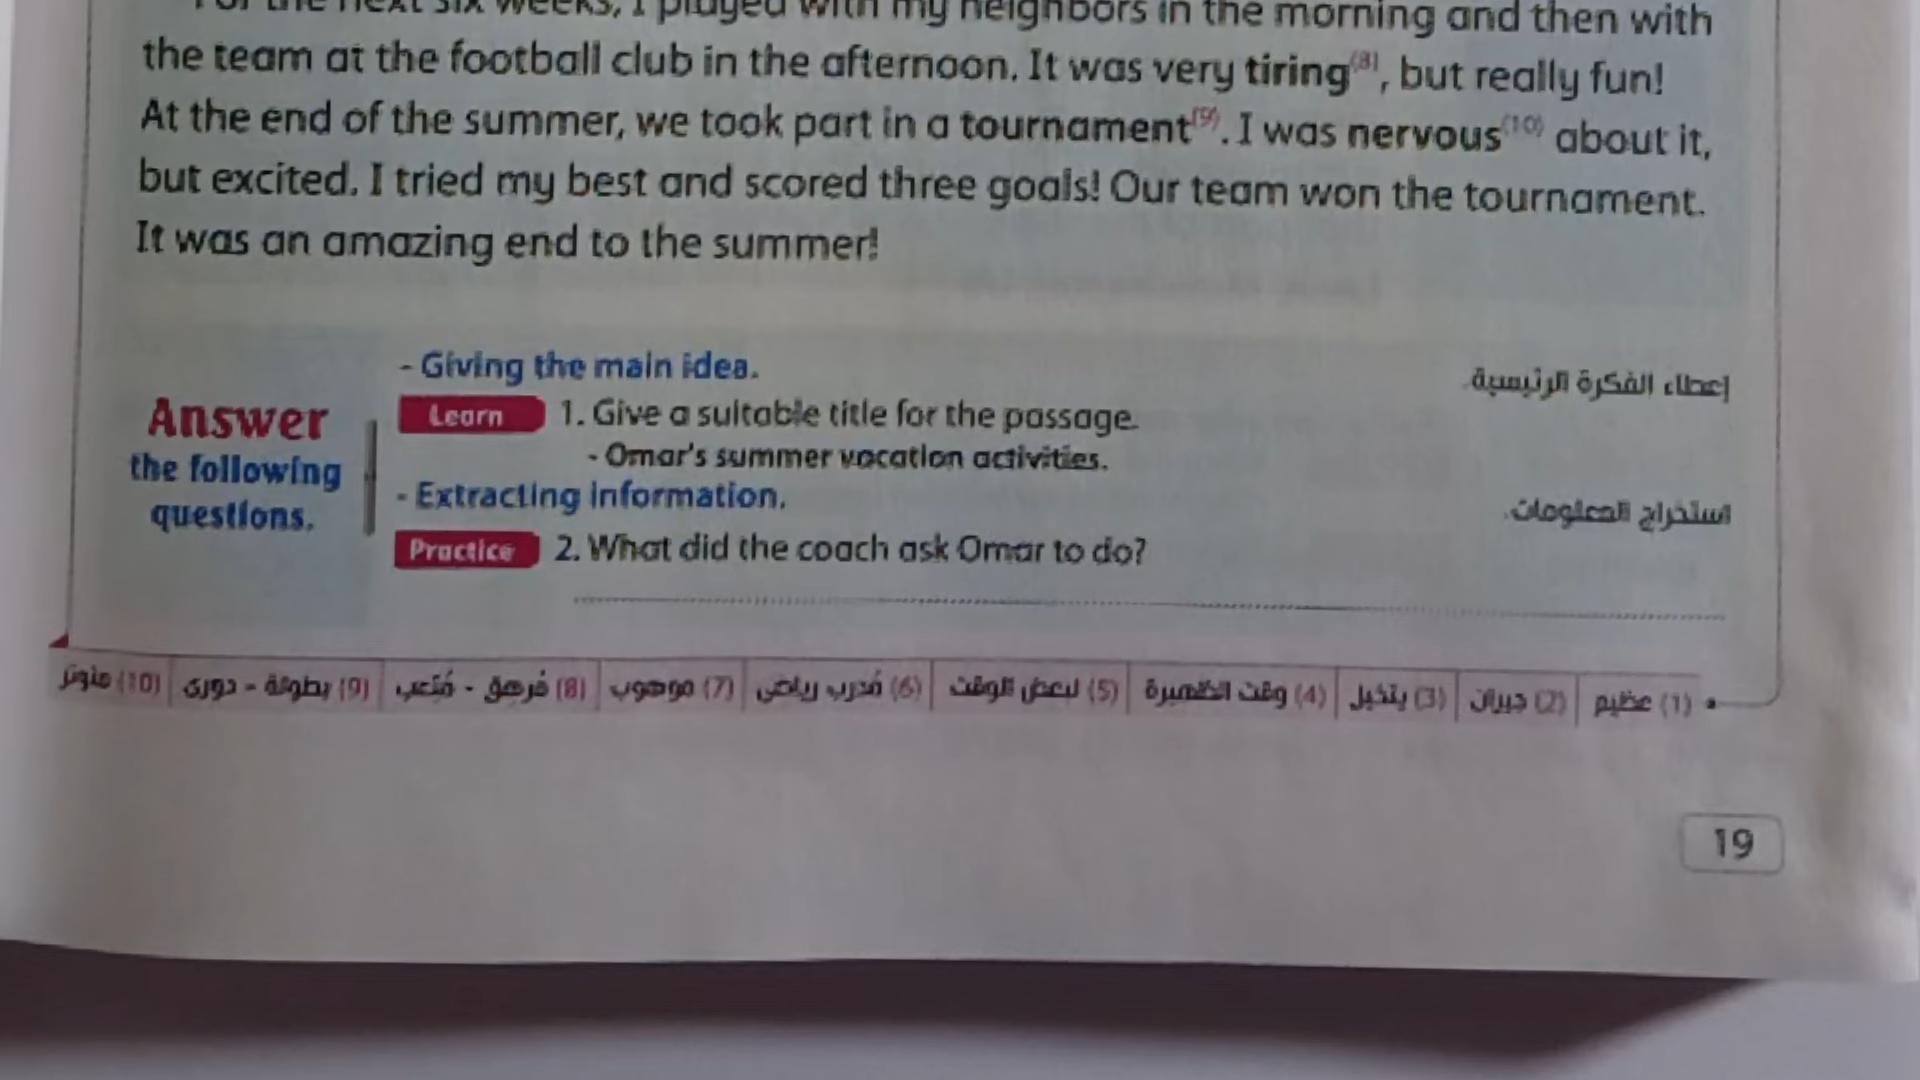 For the next six weeks, I played with my neighbors in the morning and then with
the team at the football club in the afternoon. It was very tiring(8), but really fun!
At the end of the summer, we took part in a tournament(9). I was nervous(10) about it,
but excited. I tried my best and scored three goals! Our team won the tournament.
It was an amazing end to the summer!
- Giving the main idea.
إعطاء الفكرة الرئيسية
Answer
the following
questions.
Learn 1. Give a suitable title for the passage.
- Omar's summer vacation activities.
- Extracting information.
استخراج المعلومات.
Practice 2. What did the coach ask Omar to do?
(1) عظيم
(2) جيران
(3) يتخيل
(4) وقت الظهيرة
(5) لبعض الوقت
(6) مُدرب رياضى
(7) موهوب
(8) مُرهق - مُتعب
(9) بطولة - دورى
(10) متوتر
19